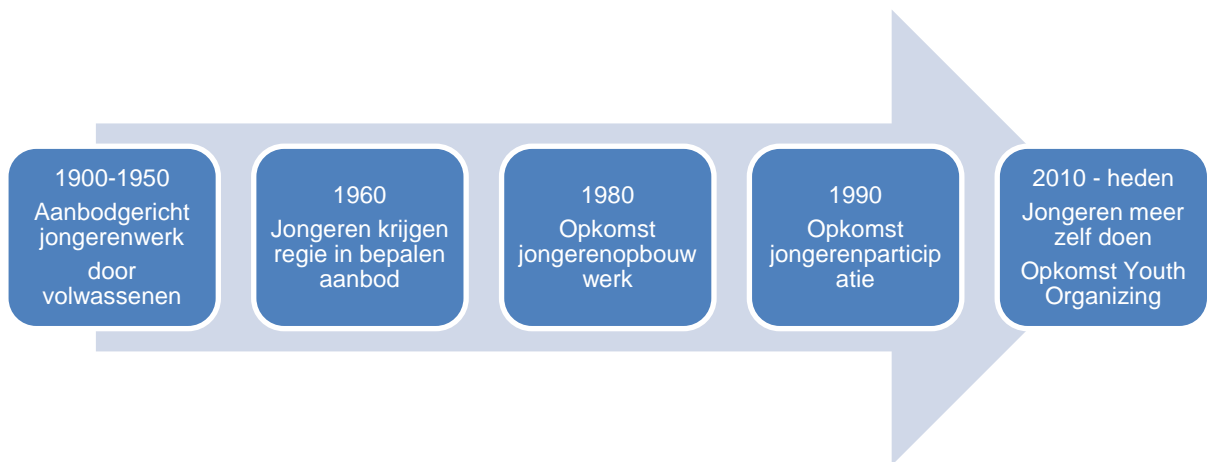 1900-1950
Aanbodgericht
jongerenwerk
door
volwassenen
1960
Jongeren krijgen
regie in bepalen
aanbod
1980
Opkomst
jongerenopbouw
werk
1990
Opkomst
jongerenparticip
atie
2010 - heden
Jongeren meer
zelf doen
Opkomst Youth
Organizing